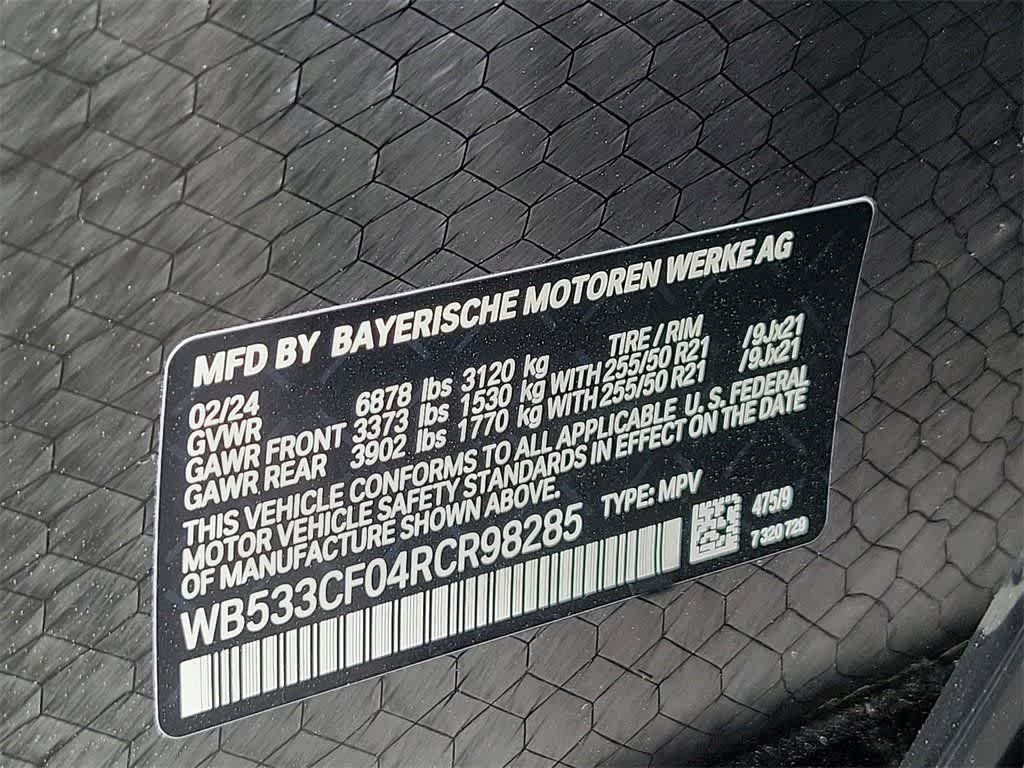 MFD BY BAYERISCHE MOTOREN WERKE AG
02/24 TIRE / RIM
GVWR 6878 lbs 3120 kg
GAWR FRONT 3373 lbs 1530 kg WITH 255/50 R21 /9Jx21
GAWR REAR 3902 lbs 1770 kg WITH 255/50 R21 /9Jx21
THIS VEHICLE CONFORMS TO ALL APPLICABLE U. S. FEDERAL
MOTOR VEHICLE SAFETY STANDARDS IN EFFECT ON THE DATE
OF MANUFACTURE SHOWN ABOVE.
WB533CF04RCR98285 TYPE: MPV
475/9
7 320 729